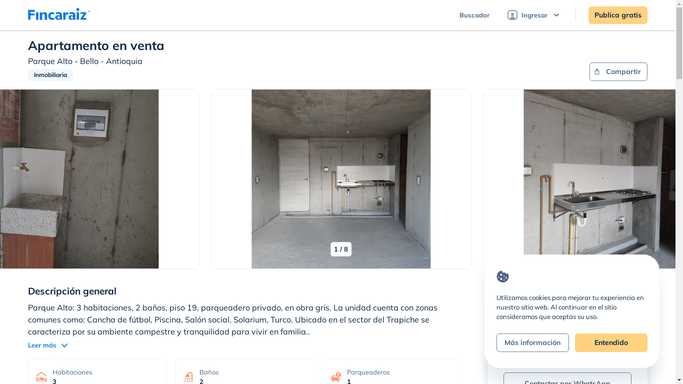 Fincaraiz
Buscador
Ingresar
Publica gratis
Apartamento en venta
Parque Alto - Bello - Antioquia
Inmobiliaria
Compartir
1 / 8
Descripción general
Parque Alto: 3 habitaciones, 2 baños, piso 19, parqueadero privado, en obra gris. La unidad cuenta con zonas
comunes como: Cancha de fútbol, Piscina, Salón social, Solarium, Turco. Ubicado en el sector del Trapiche se
caracteriza por su ambiente campestre y tranquilidad para vivir en familia..
Leer más
Habitaciones
3
Baños
2
Parqueaderos
1
Utilizamos cookies para mejorar tu experiencia en
nuestro sitio web. Al continuar en el sitio
consideramos que aceptas su uso.
Más información
Entendido
Contactar por WhatsApp